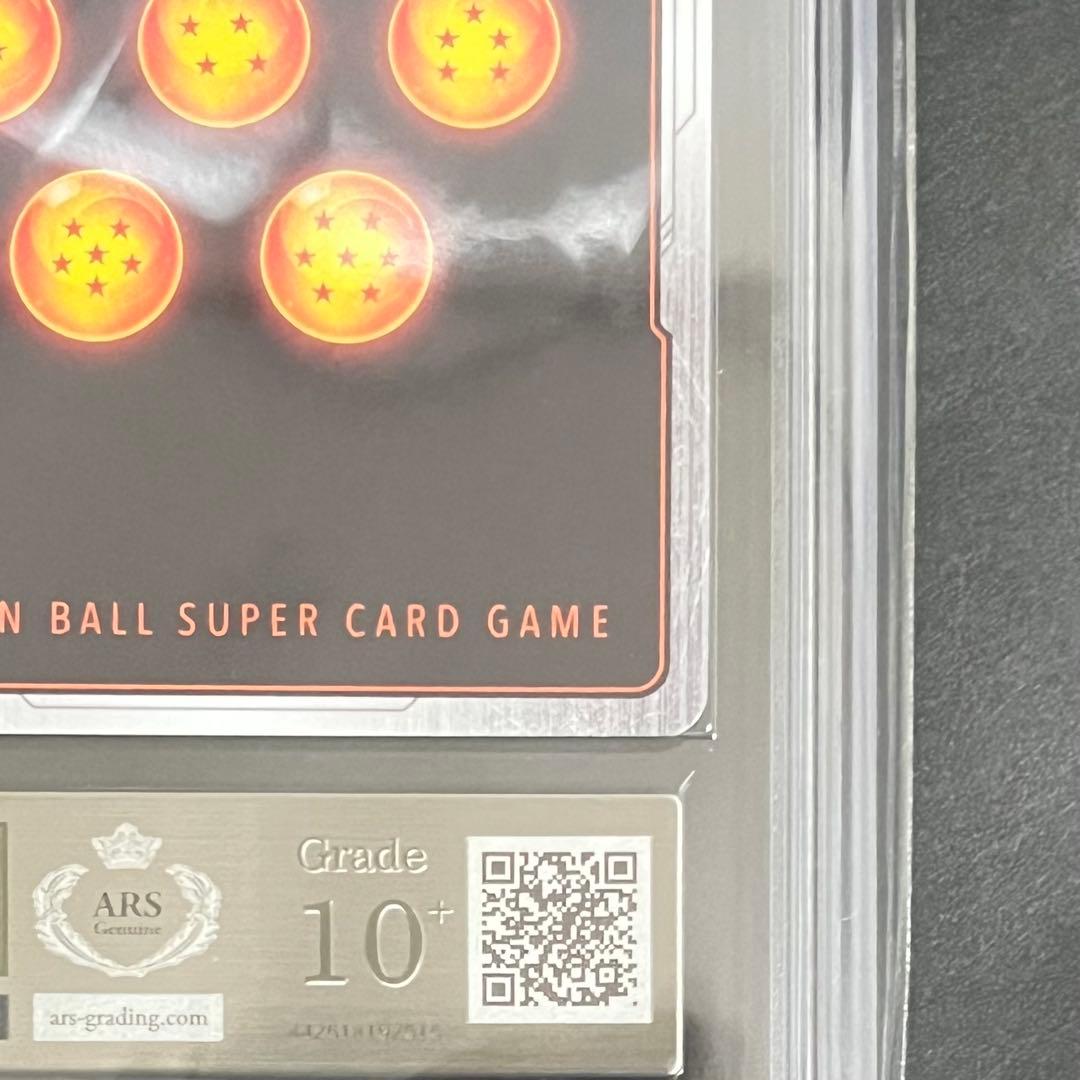 N BALL SUPER CARD GAME
Grade
10+
ARS
Genuine
ars-grading.com